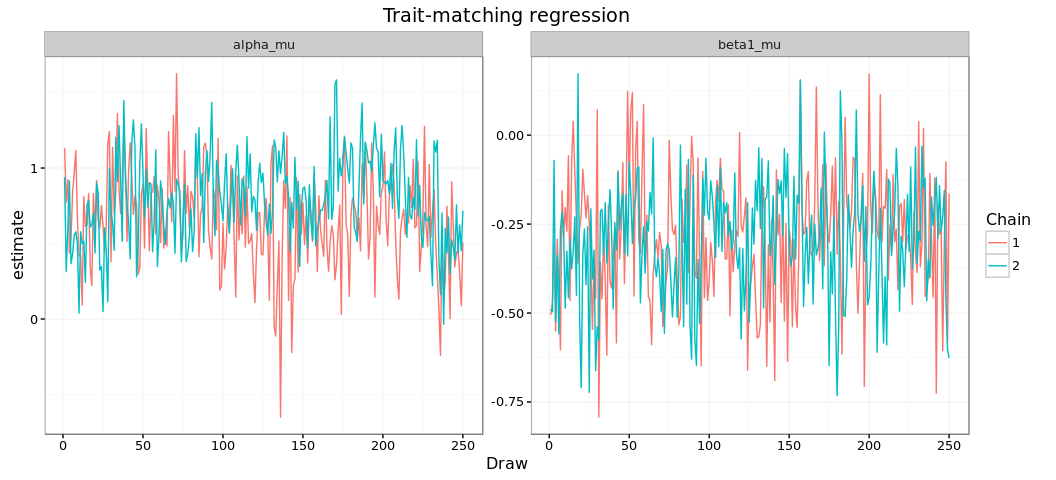 Trait-matching regression
alpha_mu
beta1_mu
estimate
1
0
0.00
-0.25
-0.50
-0.75
0 50 100 150 200 250
0 50 100 150 200 250
Draw
Chain
1
2